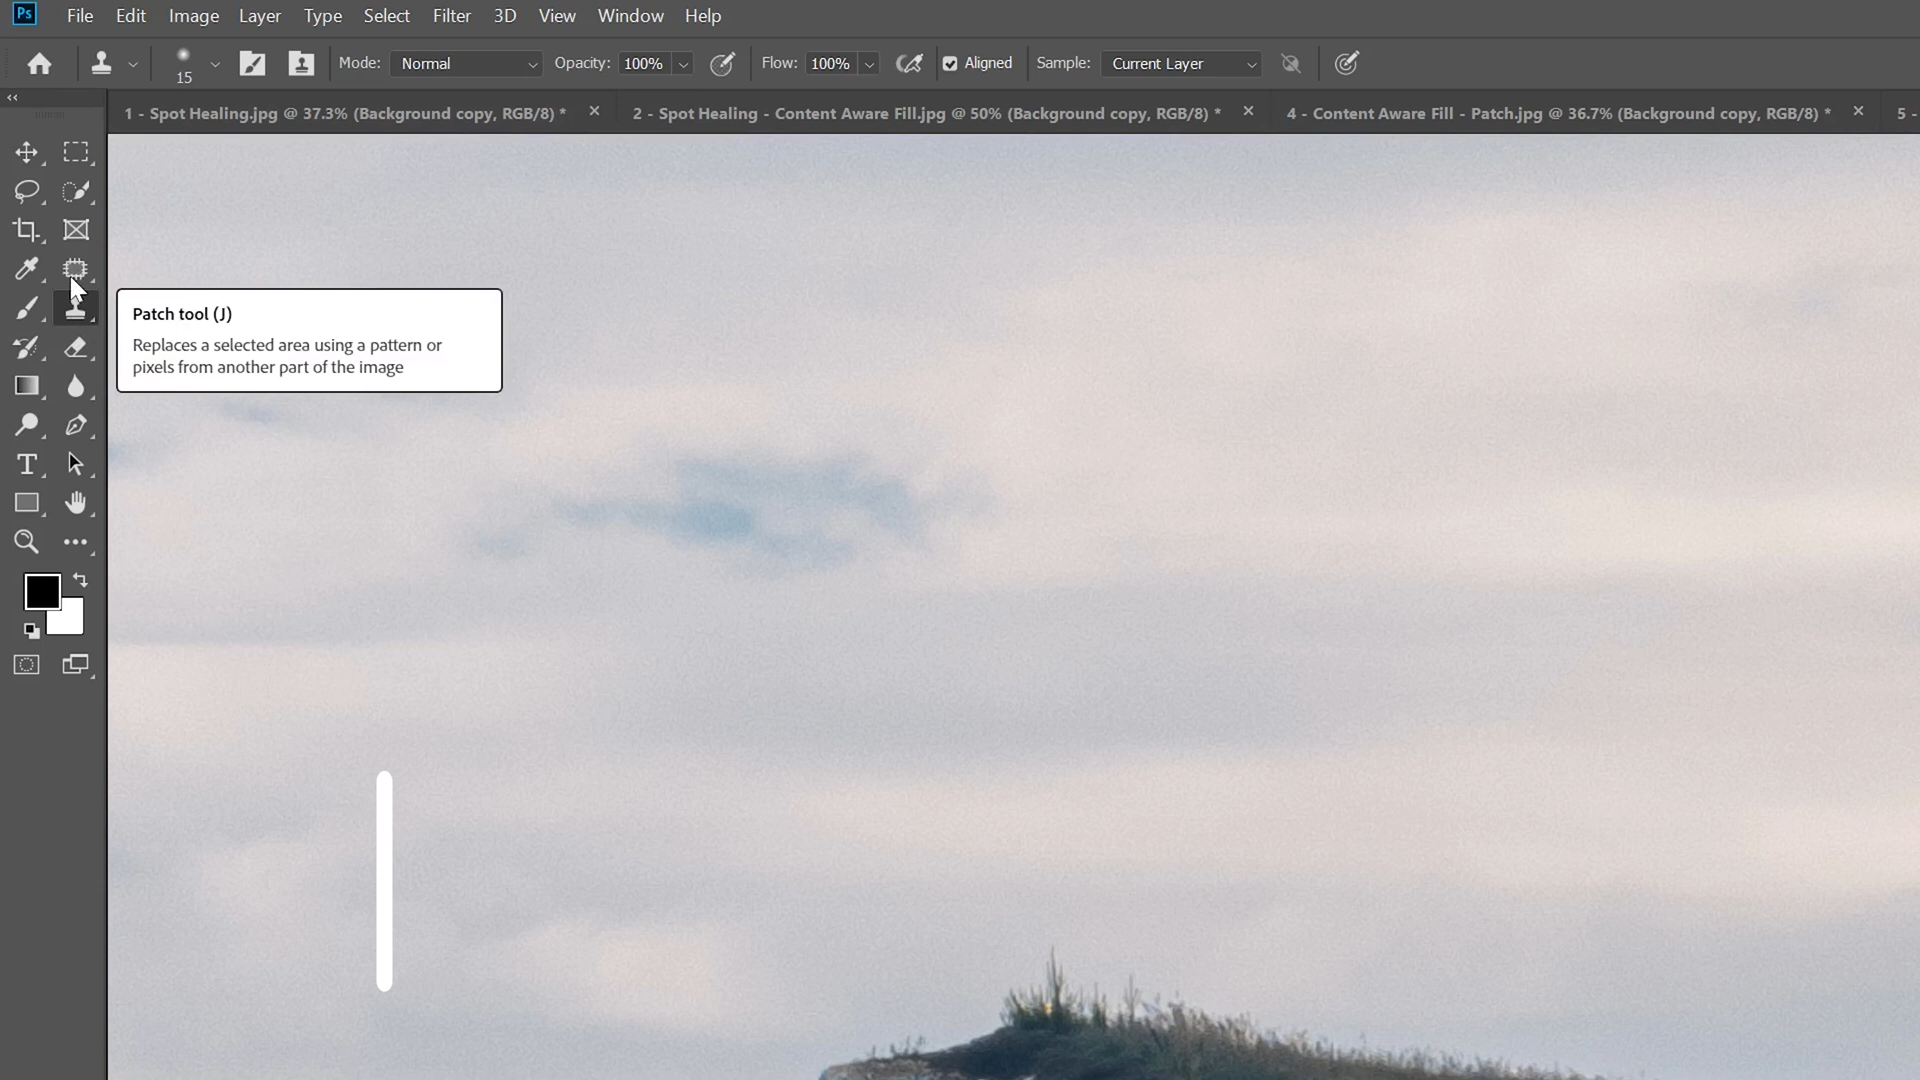 Ps File Edit Image Layer Type Select Filter 3D View Window Help
15 Mode: Normal Opacity: 100% Flow: 100% Aligned Sample: Current Layer
1 - Spot Healing.jpg @ 37.3% (Background copy, RGB/8) * 2 - Spot Healing - Content Aware Fill.jpg @ 50% (Background copy, RGB/8) * 4 - Content Aware Fill - Patch.jpg @ 36.7% (Background copy, RGB/8) * 5 -
Patch tool (J)
Replaces a selected area using a pattern or
pixels from another part of the image